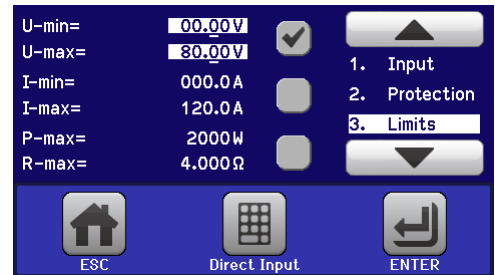 U-min= 00.00V
U-max= 80.00V
I-min= 000.0A
I-max= 120.0A
P-max= 2000W
R-max= 4.000Ω
1. Input
2. Protection
3. Limits
ESC
Direct Input
ENTER